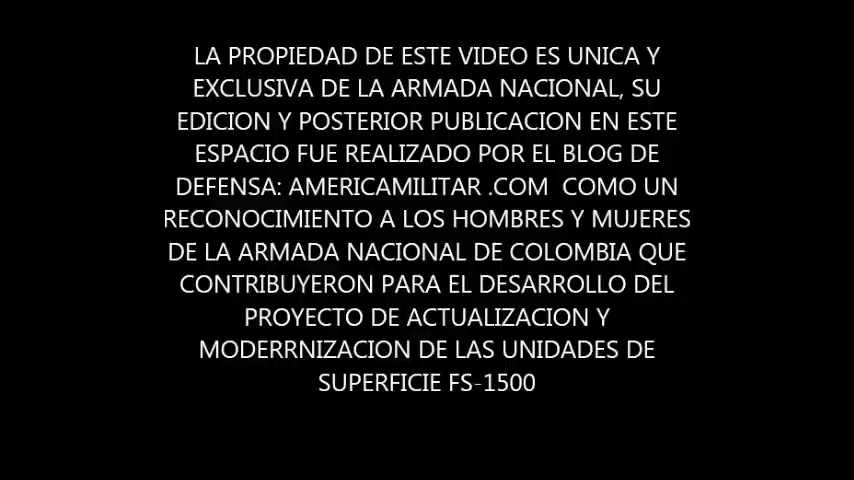 LA PROPIEDAD DE ESTE VIDEO ES UNICA Y
EXCLUSIVA DE LA ARMADA NACIONAL, SU
EDICION Y POSTERIOR PUBLICACION EN ESTE
ESPACIO FUE REALIZADO POR EL BLOG DE
DEFENSA: AMERICAMILITAR .COM  COMO UN
RECONOCIMIENTO A LOS HOMBRES Y MUJERES
DE LA ARMADA NACIONAL DE COLOMBIA QUE
CONTRIBUYERON PARA EL DESARROLLO DEL
PROYECTO DE ACTUALIZACION Y
MODERRNIZACION DE LAS UNIDADES DE
SUPERFICIE FS-1500